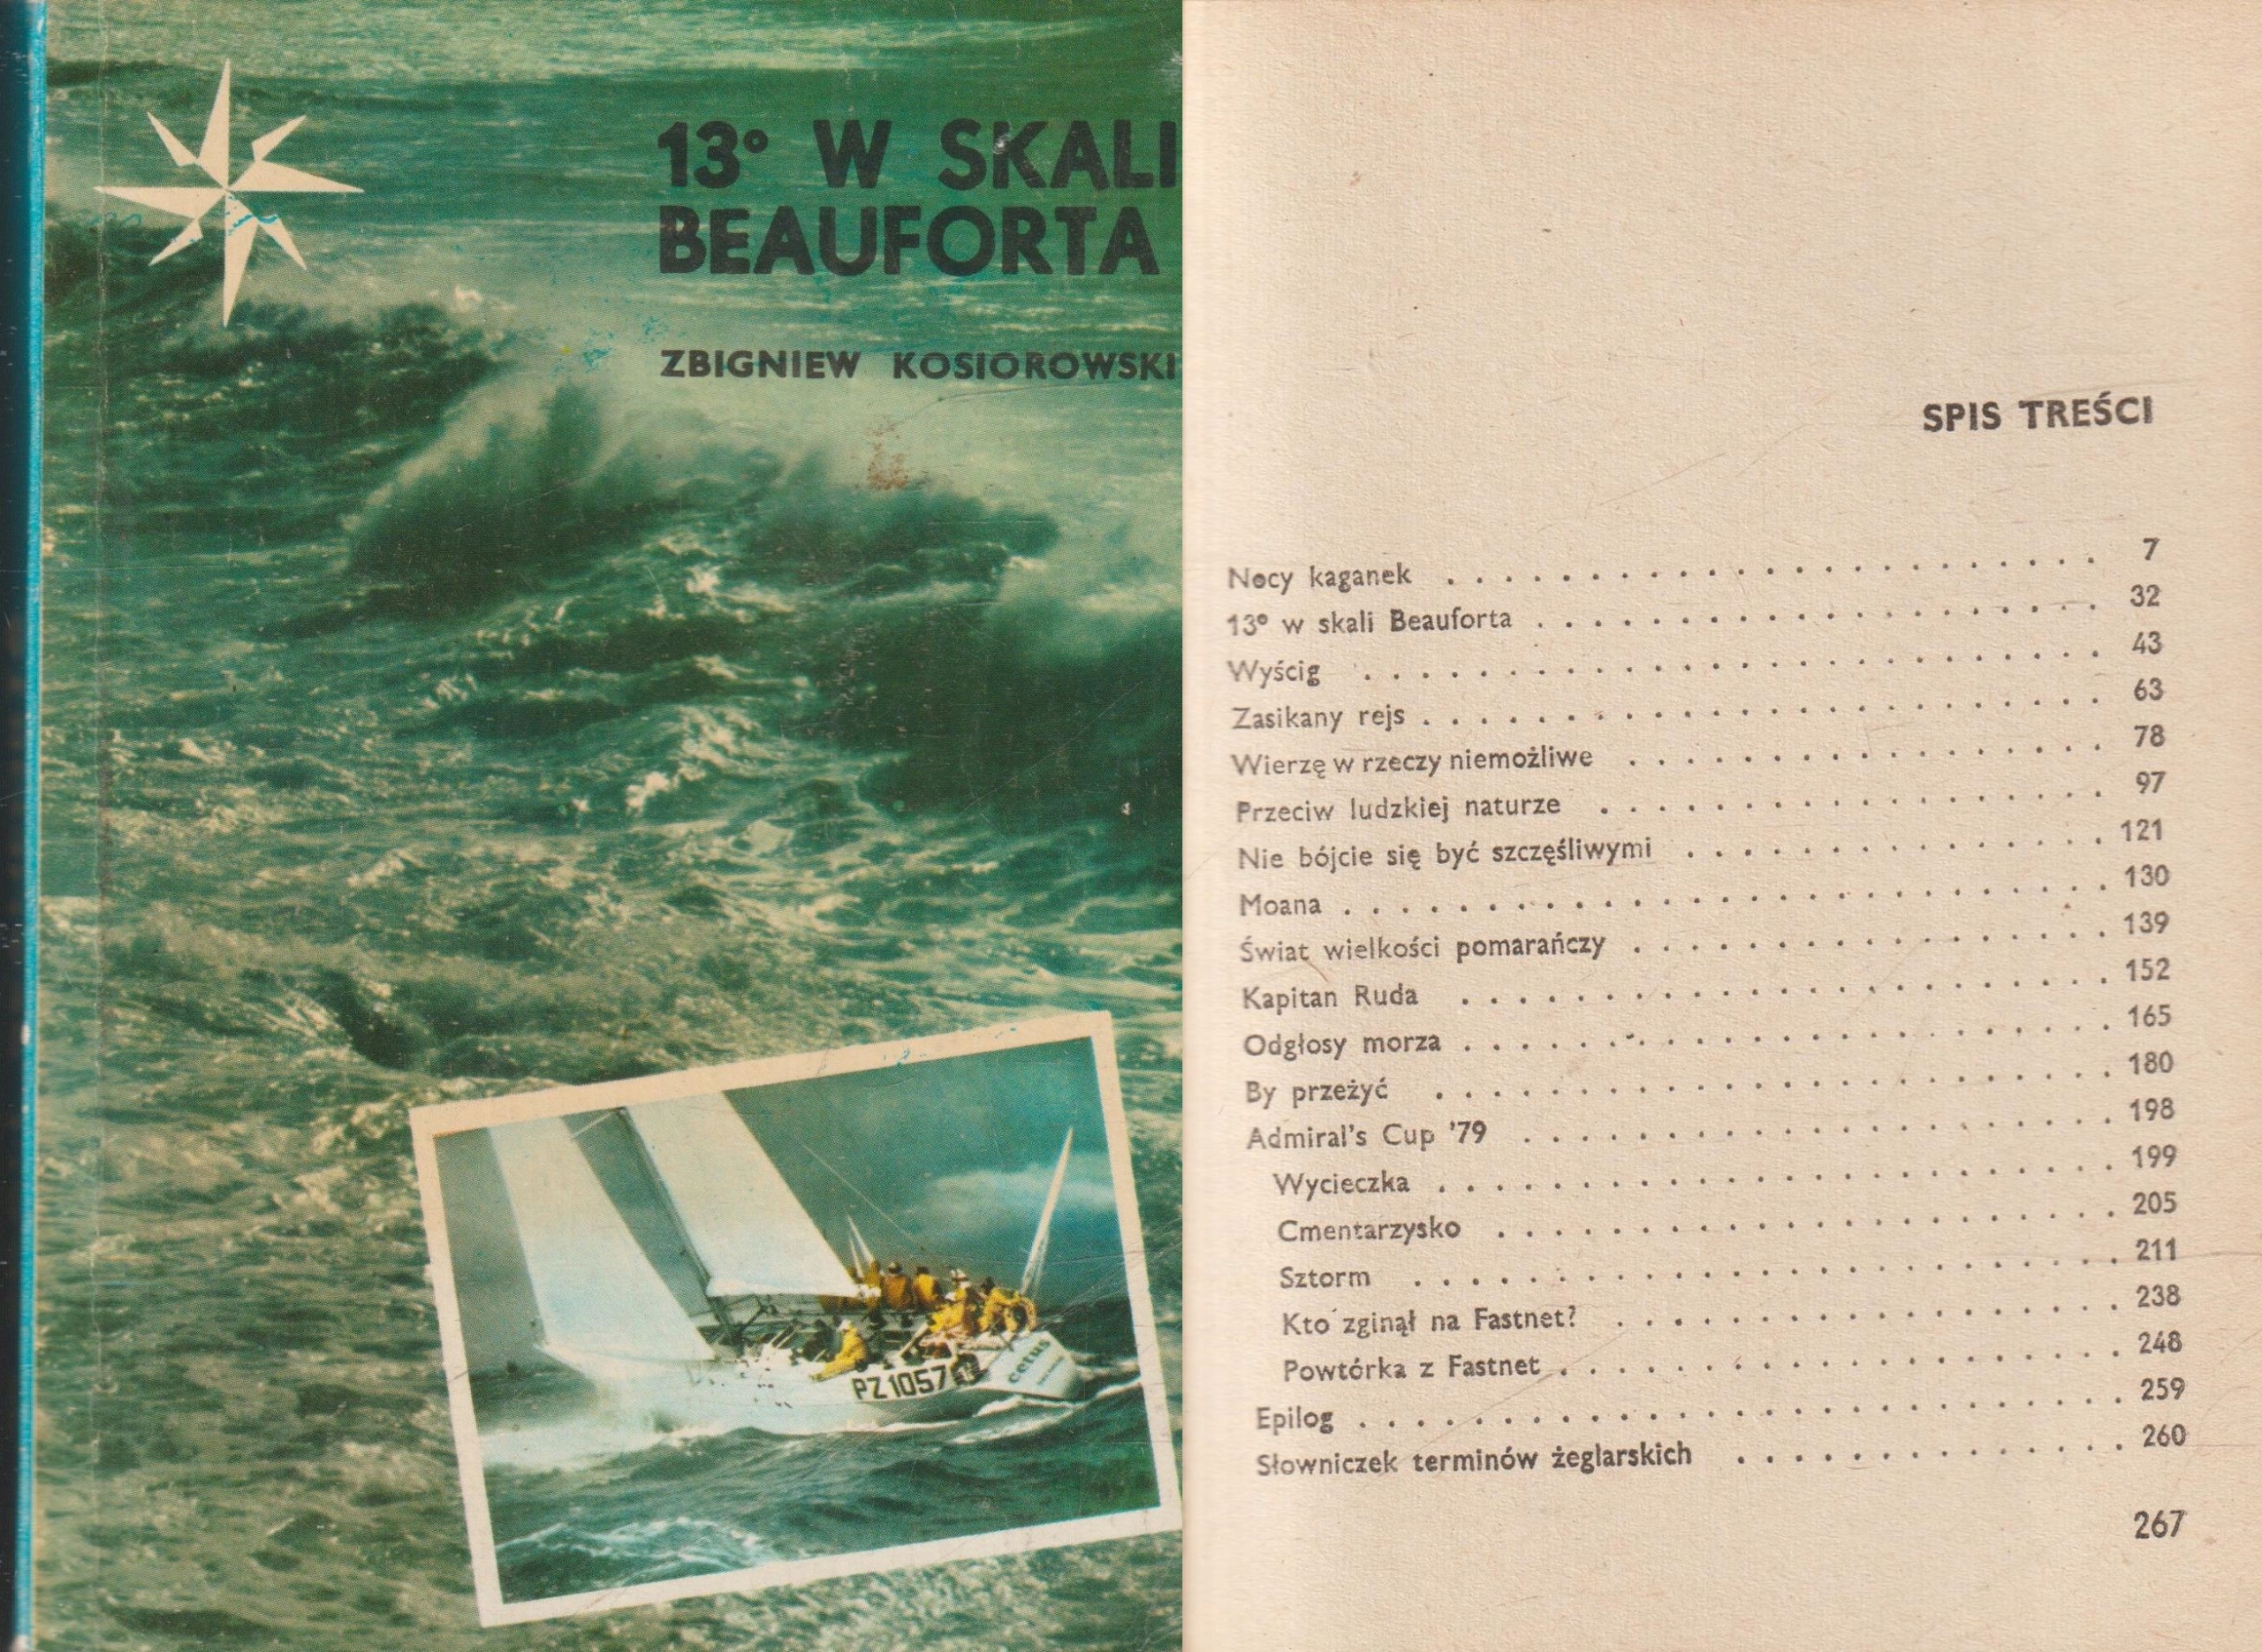 13° W SKALI
BEAUFORTA
ZBIGNIEW KOSIOROWSKI
PZ1057
cetus
SPIS TREŚCI
Nocy kaganek . . . . . . . . . . . . . . . . . . . . . . . 7
13° w skali Beauforta . . . . . . . . . . . . . . . . . . . . 32
Wyścig . . . . . . . . . . . . . . . . . . . . . . . . . . 43
Zasikany rejs . . . . . . . . . . . . . . . . . . . . . . . . 63
Wierzę w rzeczy niemożliwe . . . . . . . . . . . . . . . . . 78
Przeciw ludzkiej naturze . . . . . . . . . . . . . . . . . . 97
Nie bójcie się być szczęśliwymi . . . . . . . . . . . . . . . 121
Moana . . . . . . . . . . . . . . . . . . . . . . . . . . . 130
Świat wielkości pomarańczy . . . . . . . . . . . . . . . . . 139
Kapitan Ruda . . . . . . . . . . . . . . . . . . . . . . . 152
Odgłosy morza . . . . . . . . . . . . . . . . . . . . . . . 165
By przeżyć . . . . . . . . . . . . . . . . . . . . . . . . 180
Admiral's Cup '79 . . . . . . . . . . . . . . . . . . . . . 198
Wycieczka . . . . . . . . . . . . . . . . . . . . . . . . 199
Cmentarzysko . . . . . . . . . . . . . . . . . . . . . . 205
Sztorm . . . . . . . . . . . . . . . . . . . . . . . . . 211
Kto zginął na Fastnet? . . . . . . . . . . . . . . . . . . 238
Powtórka z Fastnet . . . . . . . . . . . . . . . . . . . . 248
Epilog . . . . . . . . . . . . . . . . . . . . . . . . . . . 259
Słowniczek terminów żeglarskich . . . . . . . . . . . . . . 260
267